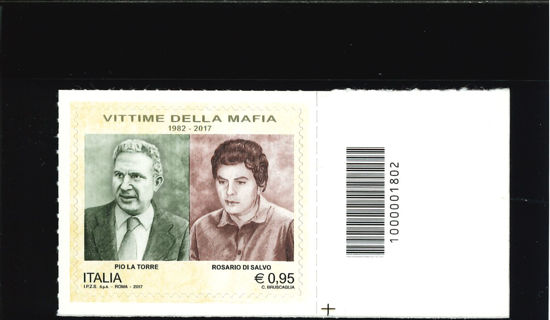 VITTIME DELLA MAFIA
1982 - 2017
PIO LA TORRE
ROSARIO DI SALVO
ITALIA
€ 0,95
I.P.Z.S. S.p.A. - ROMA - 2017
C. BRUSCAGLIA
1000001802